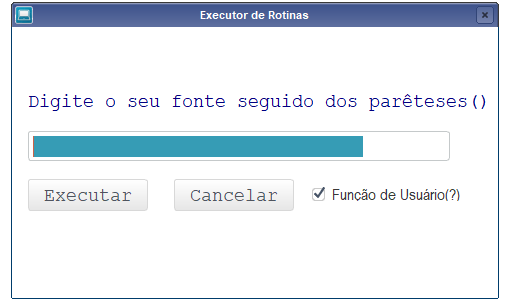 Executor de Rotinas
Digite o seu fonte seguido dos parêteses()
Executar Cancelar Função de Usuário(?)